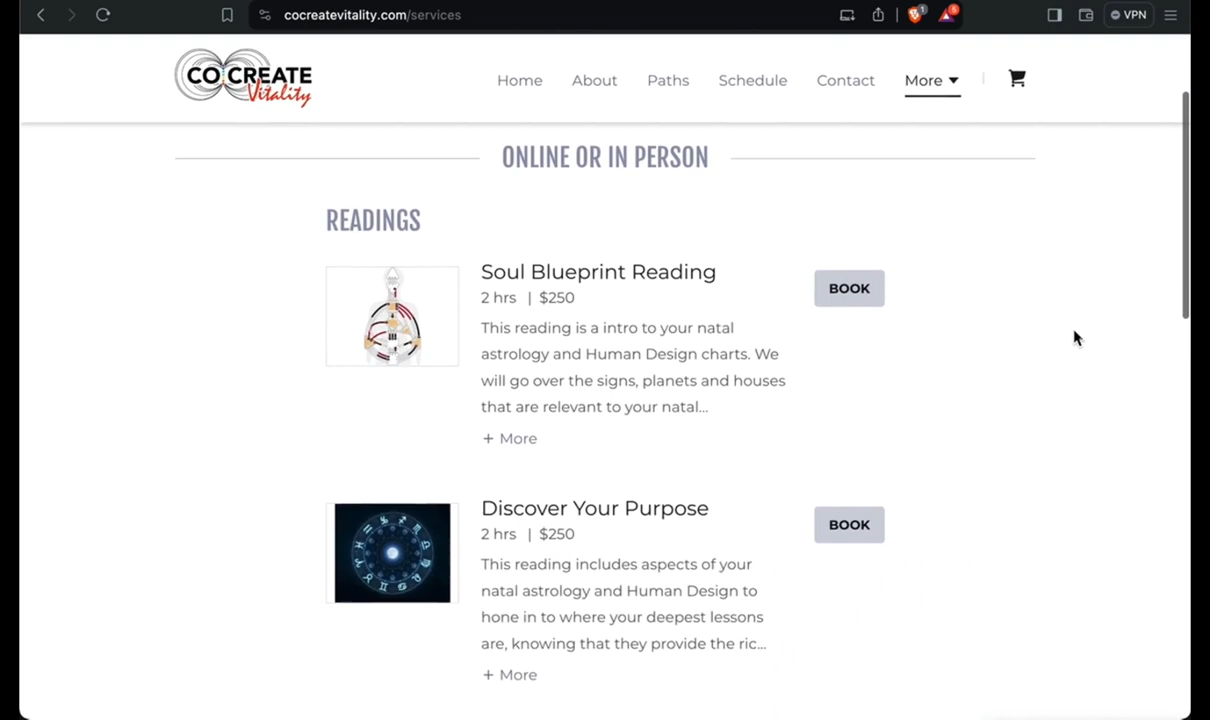 cocreatevitality.com/services
1
5
VPN
CO CREATE
Vitality
Home About Paths Schedule Contact More
ONLINE OR IN PERSON
READINGS
Soul Blueprint Reading
2 hrs | $250
BOOK
This reading is a intro to your natal
astrology and Human Design charts. We
will go over the signs, planets and houses
that are relevant to your natal...
+ More
Discover Your Purpose
2 hrs | $250
BOOK
This reading includes aspects of your
natal astrology and Human Design to
hone in to where your deepest lessons
are, knowing that they provide the ric...
+ More